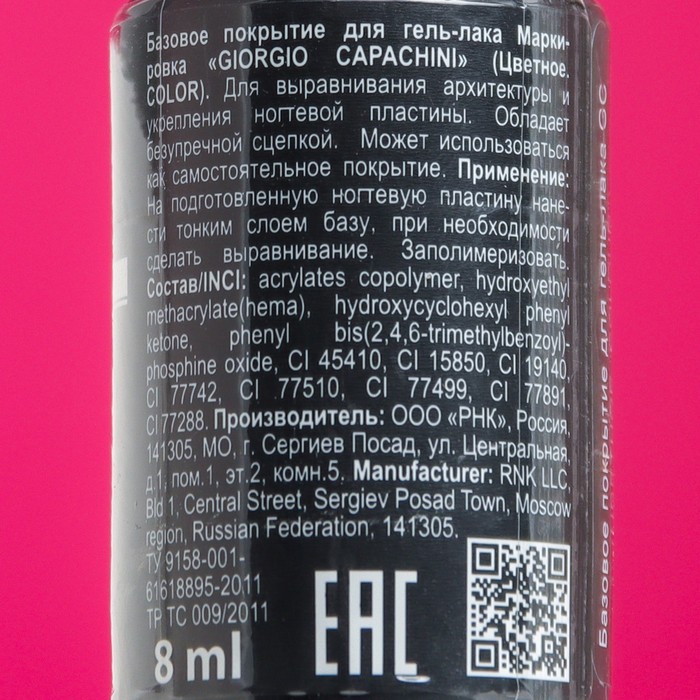 Базовое покрытие для гель-лака Марки-
ровка «GIORGIO CAPACHINI» (Цветное.
COLOR). Для выравнивания архитектуры и
укрепления ногтевой пластины. Обладает
безупречной сцепкой. Может использоваться
как самостоятельное покрытие. Применение:
На подготовленную ногтевую пластину нане-
сти тонким слоем базу, при необходимости
сделать выравнивание. Заполимеризовать.
Состав/INCI: acrylates copolymer, hydroxyethyl
methacrylate(hema), hydroxycyclohexyl phenyl
ketone, phenyl bis(2,4,6-trimethylbenzoyl)-
phosphine oxide, CI 45410, CI 15850, CI 19140,
CI 77742, CI 77510, CI 77499, CI 77891,
CI 77288. Производитель: ООО «РНК», Россия,
141305, МО, г. Сергиев Посад, ул. Центральная,
д.1, пом.1, эт.2, комн.5. Manufacturer: RNK LLC,
Bld 1, Central Street, Sergiev Posad Town, Moscow
region, Russian Federation, 141305.
ТУ 9158-001-
61618895-2011
ТР ТС 009/2011
8 ml
EAC
Базовое покрытие для гель-лака GC